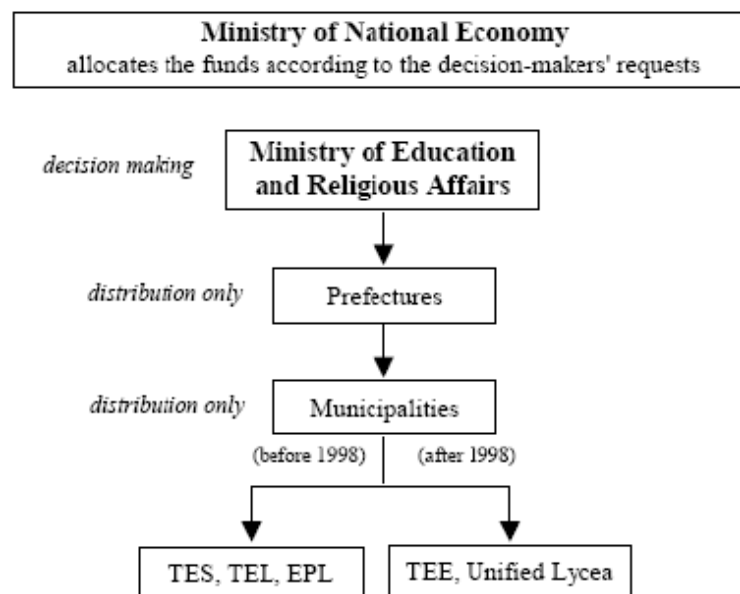 Ministry of National Economy
allocates the funds according to the decision-makers' requests
decision making
Ministry of Education
and Religious Affairs
distribution only
Prefectures
distribution only
Municipalities
(before 1998) (after 1998)
TES, TEL, EPL
TEE, Unified Lycea